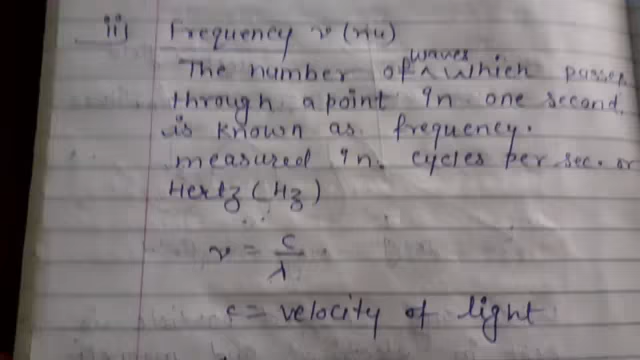 ii) Frequency ν (nu)
The number of waves which passes
through a point in one second
is known as frequency.
measured in cycles per sec. or
Hertz (Hz)
ν = c/λ
c = velocity of light